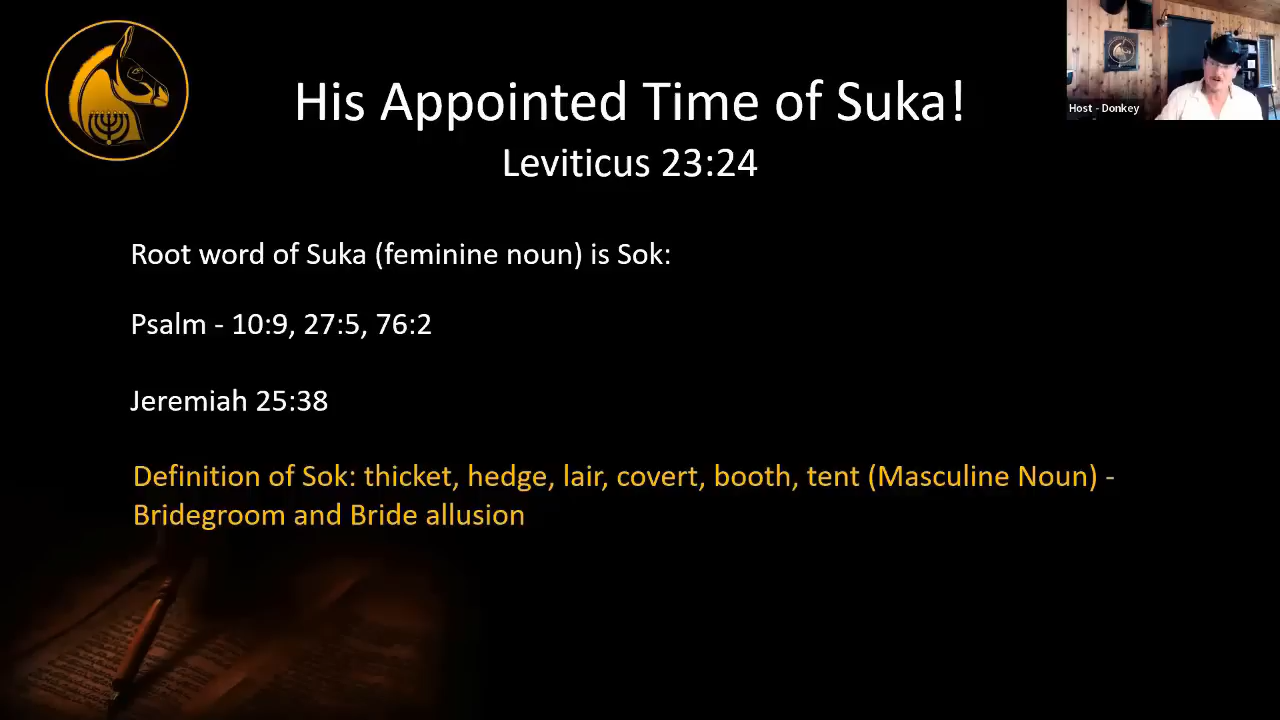 His Appointed Time of Suka!
Host - Donkey
Leviticus 23:24
Root word of Suka (feminine noun) is Sok:
Psalm - 10:9, 27:5, 76:2
Jeremiah 25:38
Definition of Sok: thicket, hedge, lair, covert, booth, tent (Masculine Noun) -
Bridegroom and Bride allusion